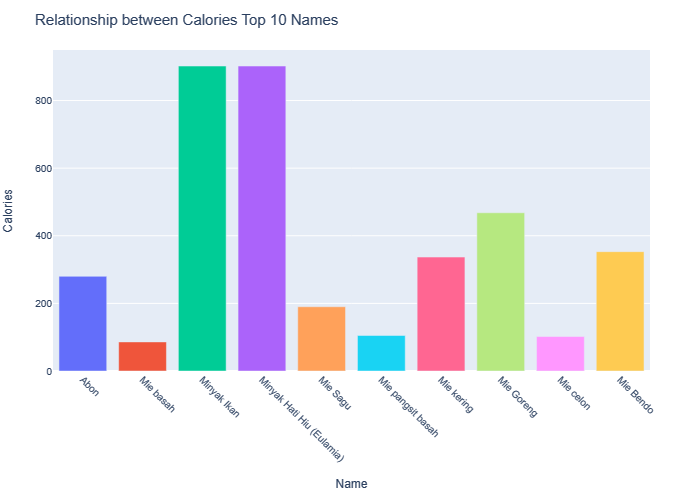 Relationship between Calories Top 10 Names
Calories
800
600
400
200
0
Abon
Mie basah
Minyak Ikan
Minyak Hati Hiu (Eulamia)
Mie Sagu
Mie pangsit basah
Mie kering
Mie Goreng
Mie celon
Mie Bendo
Name